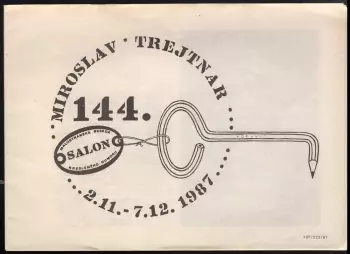 MIROSLAV · TREJTNAR
144.
SALON
2.11.-7.12. 1987